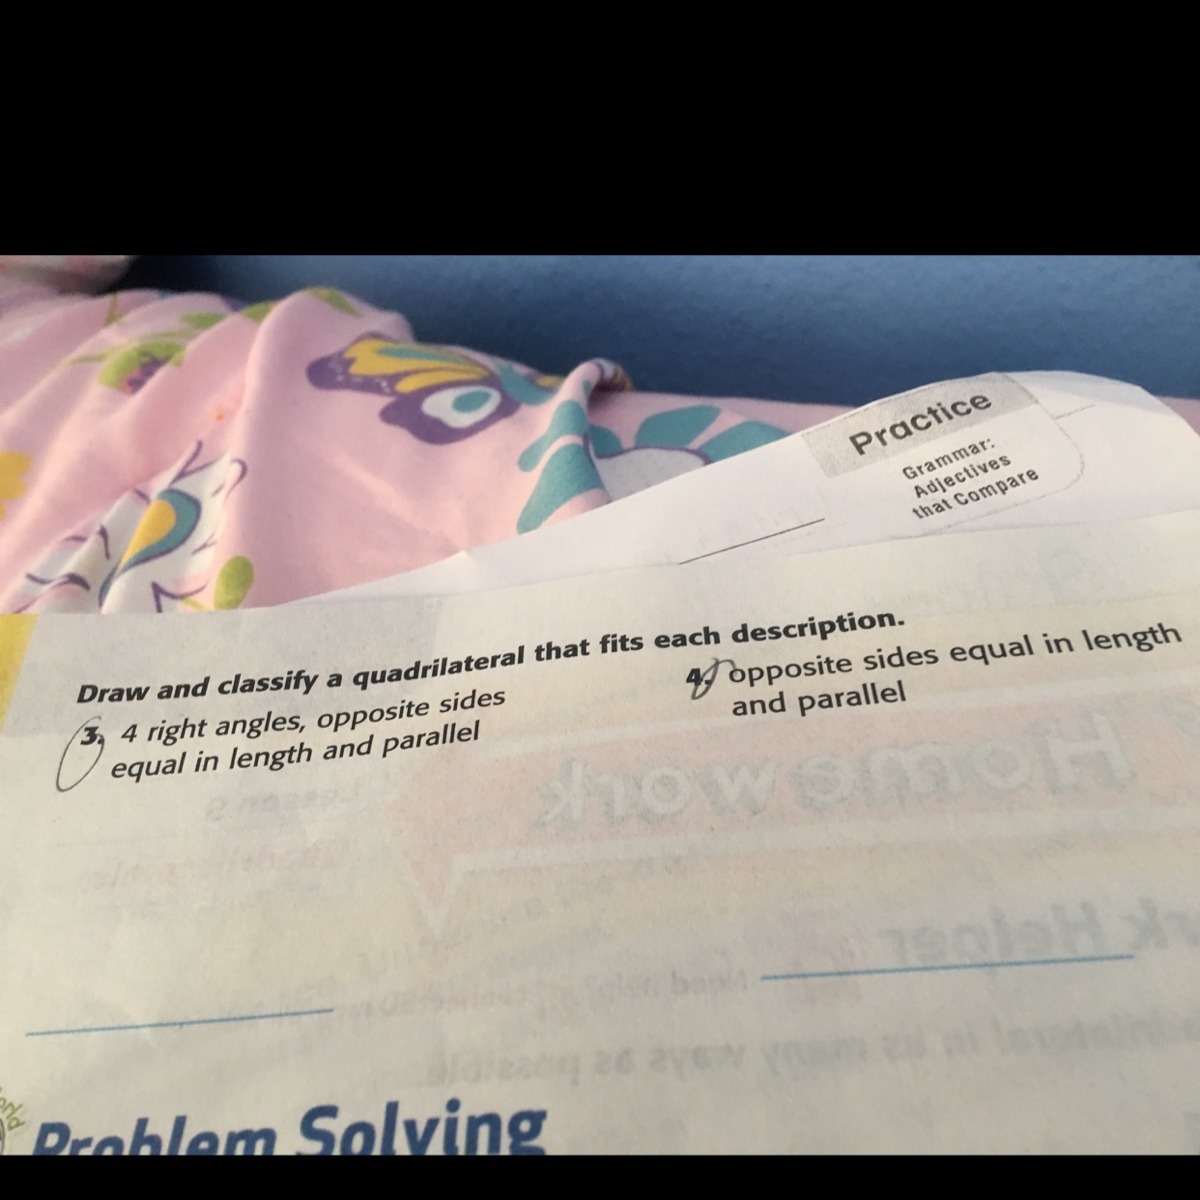 Practice
Grammar:
Adjectives
that Compare
Draw and classify a quadrilateral that fits each description.
3. 4 right angles, opposite sides
equal in length and parallel
4. opposite sides equal in length
and parallel
Homework
Problem Solving